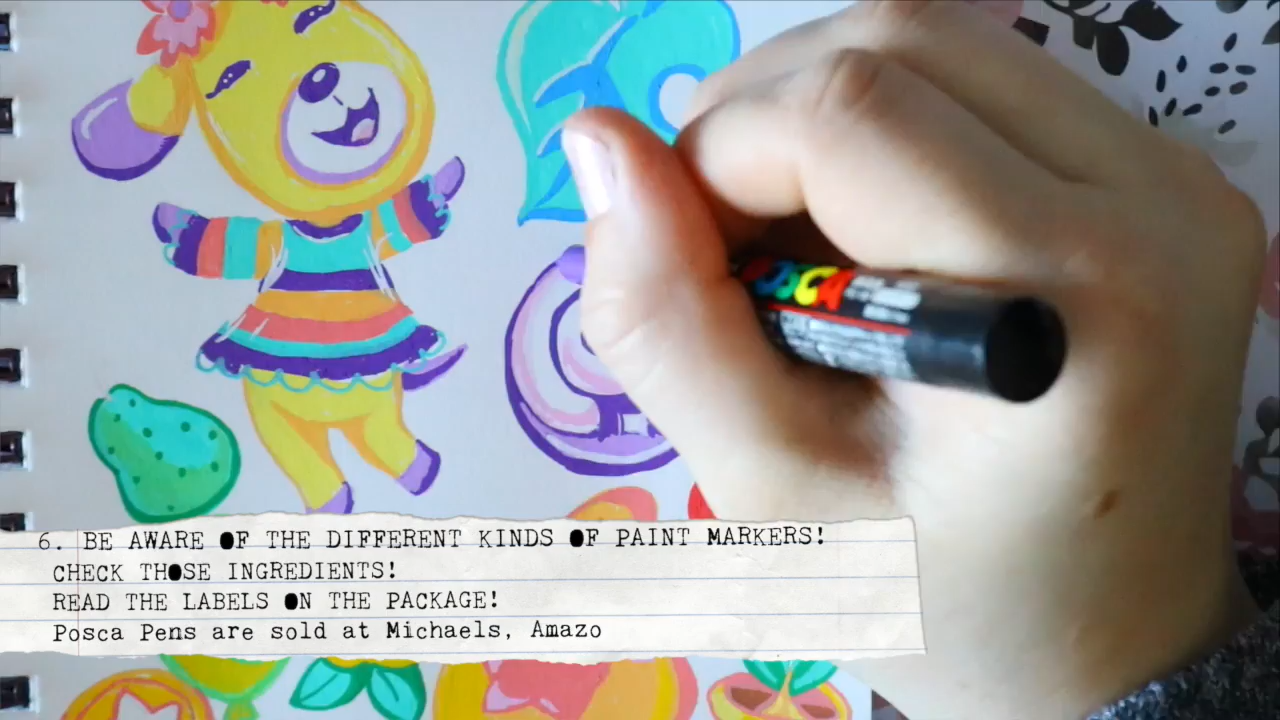 POSCA
6. BE AWARE OF THE DIFFERENT KINDS OF PAINT MARKERS!
CHECK THOSE INGREDIENTS!
READ THE LABELS ON THE PACKAGE!
Posca Pens are sold at Michaels, Amazo